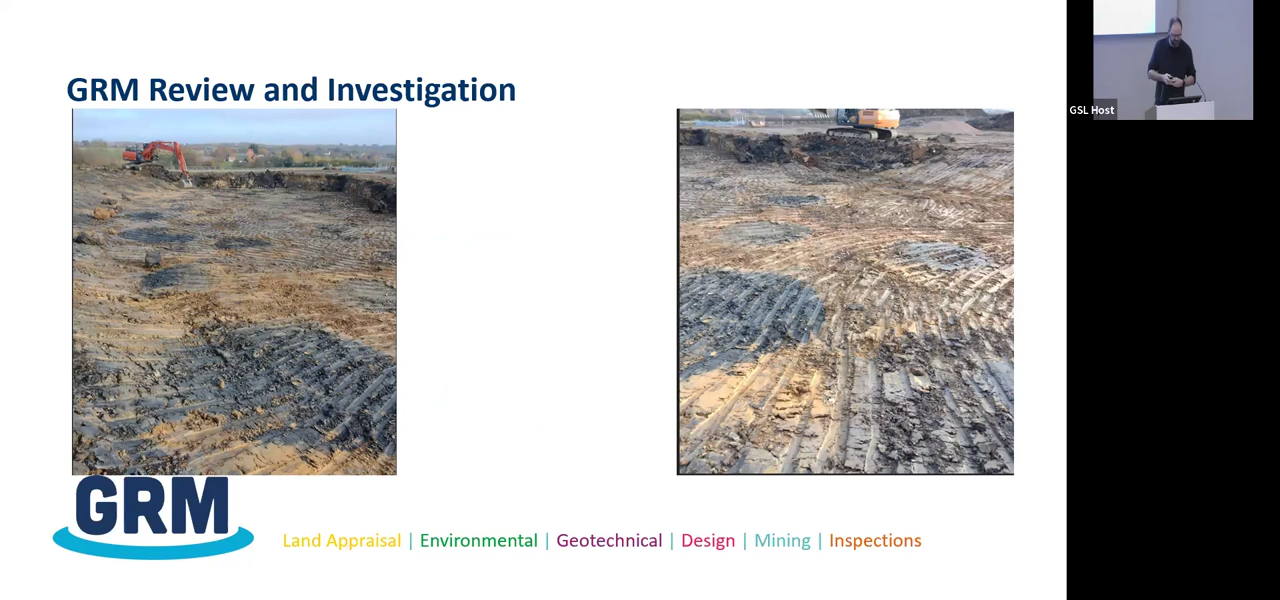 GRM Review and Investigation
GSL Host
GRM
Land Appraisal | Environmental | Geotechnical | Design | Mining | Inspections